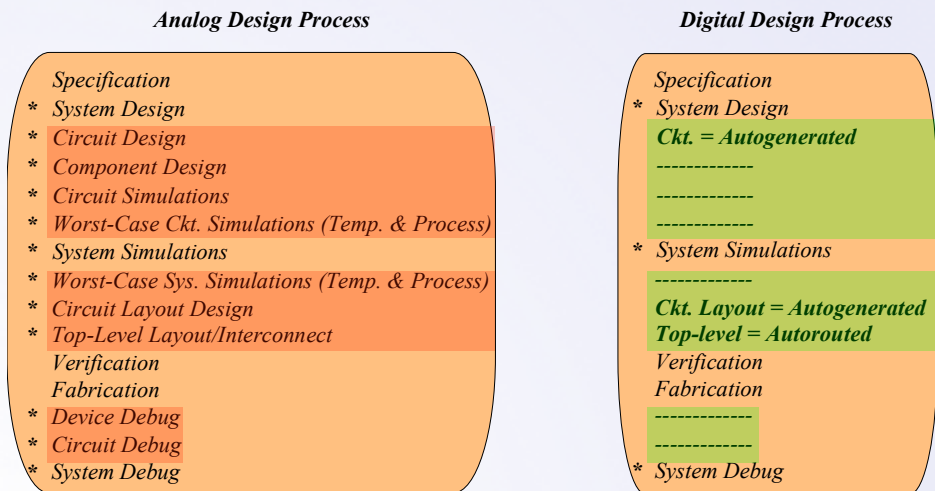 Analog Design Process
Specification
* System Design
* Circuit Design
* Component Design
* Circuit Simulations
* Worst-Case Ckt. Simulations (Temp. & Process)
* System Simulations
* Worst-Case Sys. Simulations (Temp. & Process)
* Circuit Layout Design
* Top-Level Layout/Interconnect
Verification
Fabrication
* Device Debug
* Circuit Debug
* System Debug
Digital Design Process
Specification
* System Design
Ckt. = Autogenerated
-------------
-------------
-------------
* System Simulations
-------------
Ckt. Layout = Autogenerated
Top-level = Autorouted
Verification
Fabrication
-------------
-------------
* System Debug